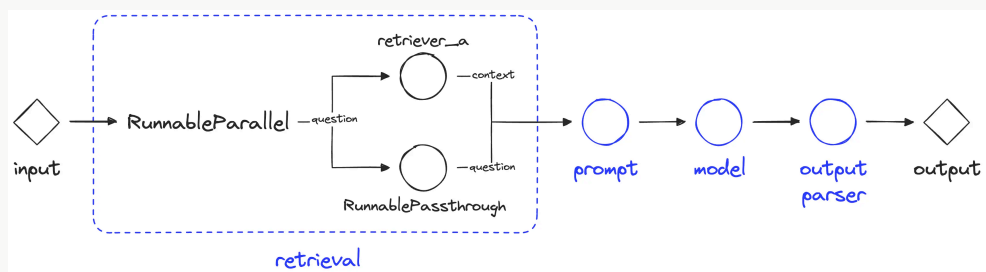 input
RunnableParallel
question
retriever_a
context
RunnablePassthrough
question
retrieval
prompt
model
output
parser
output